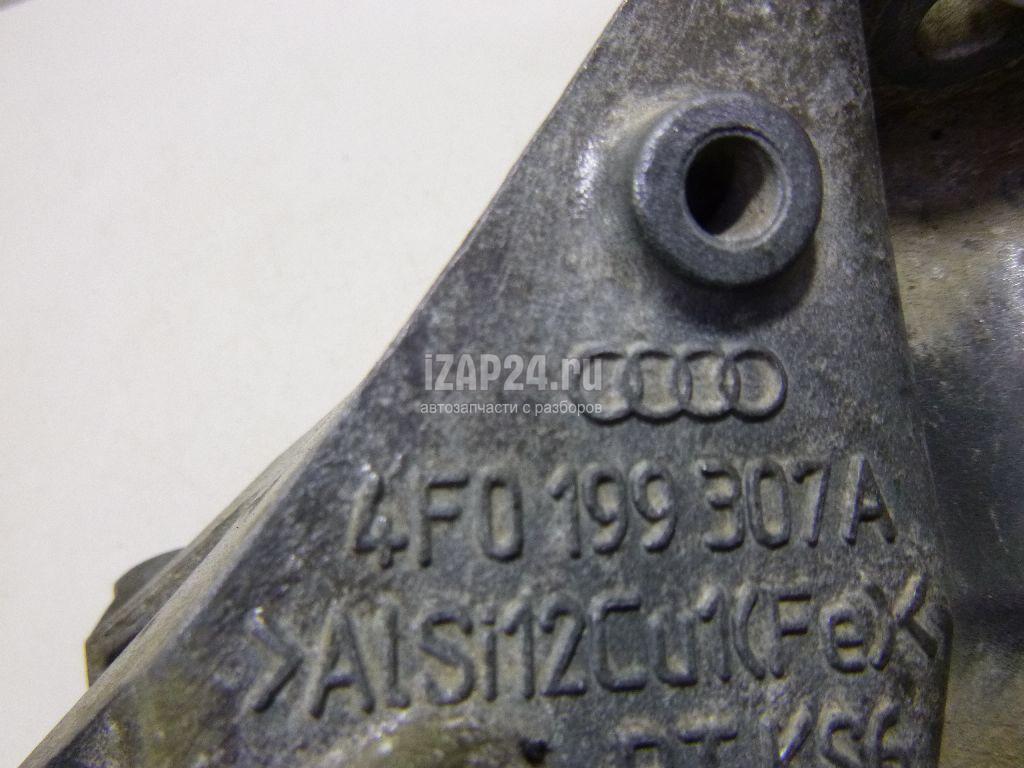 iZAP24.ru
автозапчасти с разборов
4F0 199 307A
>AlSi12Cu1(Fe)<